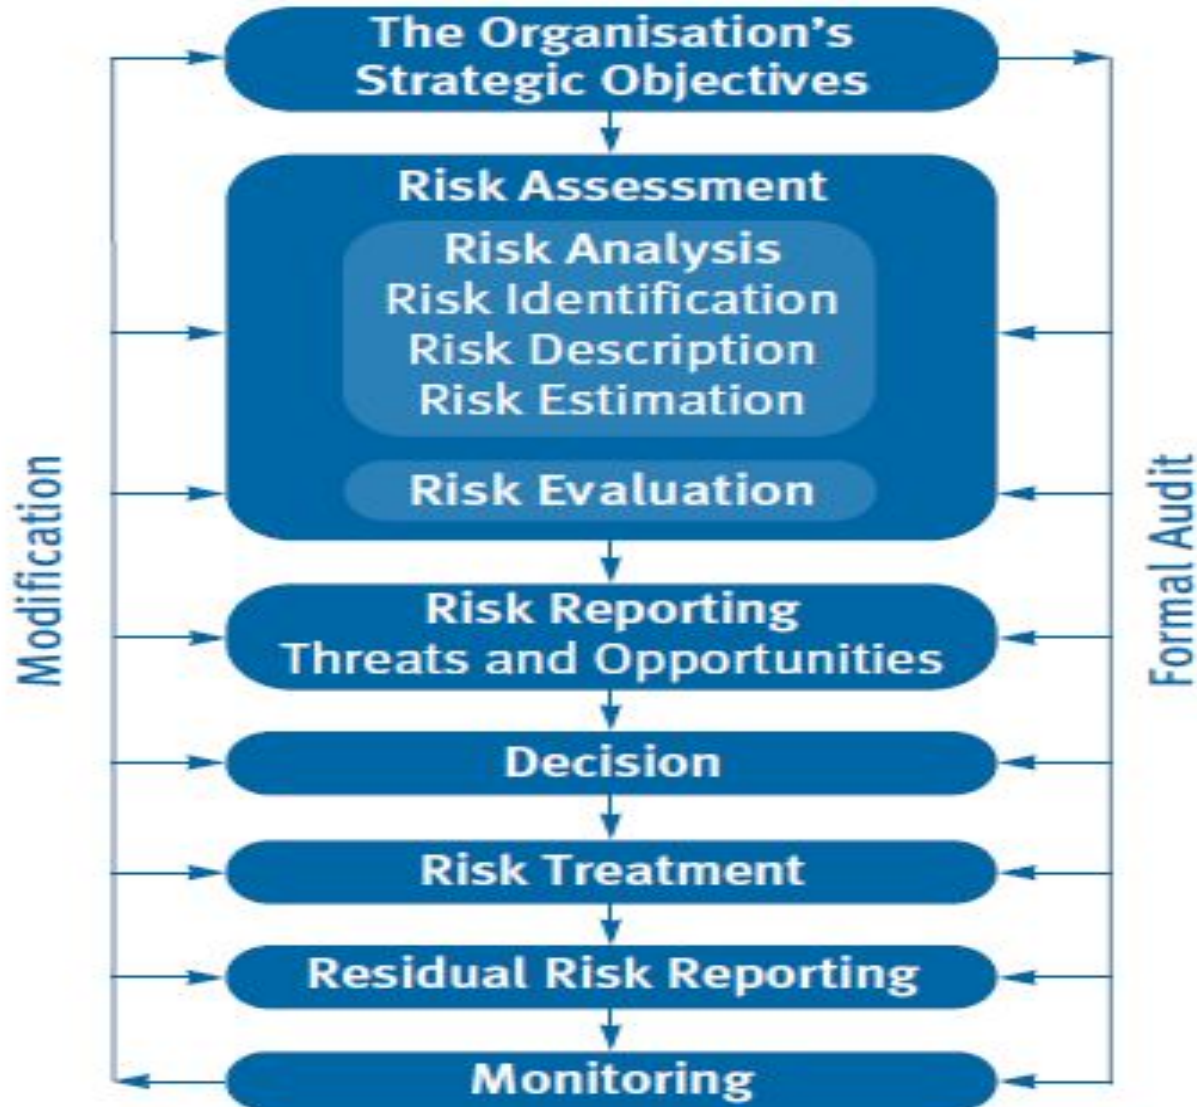 The Organisation's
Strategic Objectives
Risk Assessment
Risk Analysis
Risk Identification
Risk Description
Risk Estimation
Risk Evaluation
Risk Reporting
Threats and Opportunities
Decision
Risk Treatment
Residual Risk Reporting
Monitoring
Modification
Formal Audit